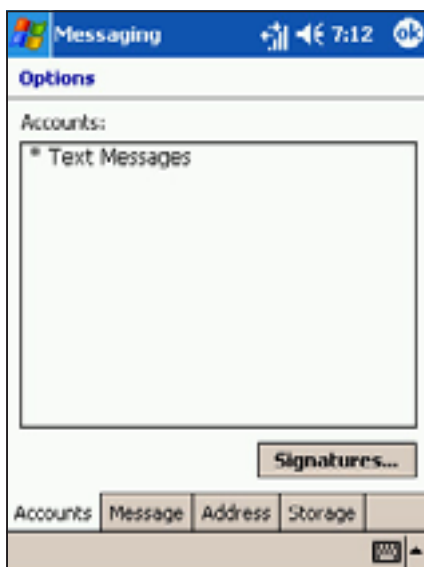 Messaging 7:12 ok
Options
Accounts:
* Text Messages
Signatures...
Accounts Message Address Storage